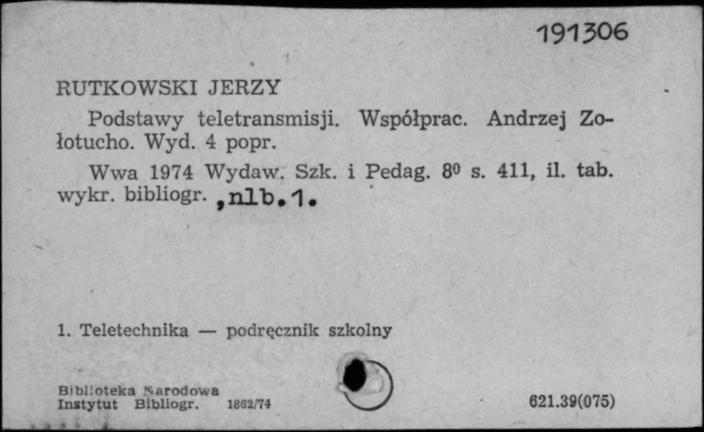 191306
RUTKOWSKI JERZY
Podstawy teletransmisji. Współprac. Andrzej Zo-
łotucho. Wyd. 4 popr.
Wwa 1974 Wydaw. Szk. i Pedag. 8⁰ s. 411, il. tab.
wykr. bibliogr. ,nlb.1.
1. Teletechnika — podręcznik szkolny
Biblioteka Narodowa
Instytut Bibliogr. 1862/74
621.39(075)